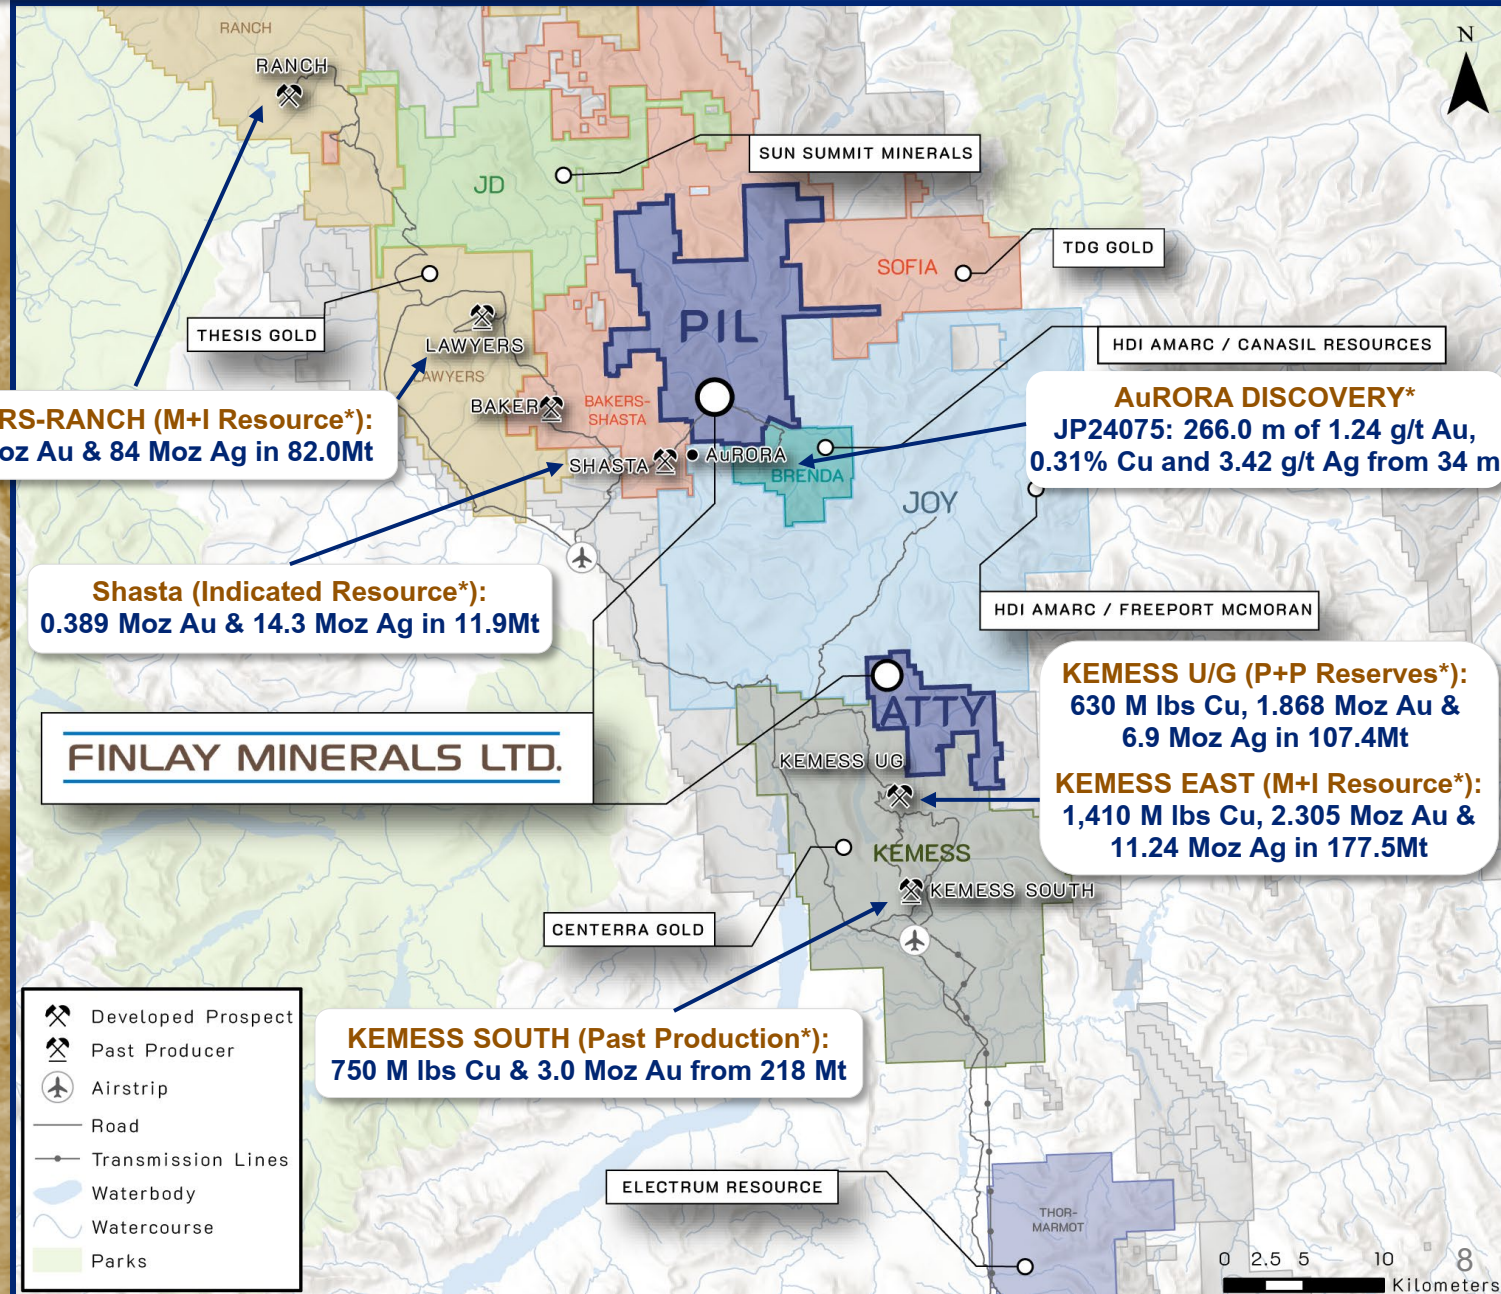 RANCH
RANCH
N
SUN SUMMIT MINERALS
JD
TDG GOLD
SOFIA
THESIS GOLD
PIL
LAWYERS
LAWYERS
HDI AMARC / CANASIL RESOURCES
RS-RANCH (M+I Resource*):
oz Au & 84 Moz Ag in 82.0Mt
BAKER
BAKERS-
SHASTA
AuRORA DISCOVERY*
JP24075: 266.0 m of 1.24 g/t Au,
0.31% Cu and 3.42 g/t Ag from 34 m
SHASTA
AuRORA
BRENDA
JOY
Shasta (Indicated Resource*):
0.389 Moz Au & 14.3 Moz Ag in 11.9Mt
HDI AMARC / FREEPORT MCMORAN
FINLAY MINERALS LTD.
ATTY
KEMESS U/G (P+P Reserves*):
630 M lbs Cu, 1.868 Moz Au &
6.9 Moz Ag in 107.4Mt
KEMESS EAST (M+I Resource*):
1,410 M lbs Cu, 2.305 Moz Au &
11.24 Moz Ag in 177.5Mt
KEMESS UG
KEMESS
KEMESS SOUTH
CENTERRA GOLD
KEMESS SOUTH (Past Production*):
750 M lbs Cu & 3.0 Moz Au from 218 Mt
Developed Prospect
Past Producer
Airstrip
Road
Transmission Lines
Waterbody
Watercourse
Parks
ELECTRUM RESOURCE
THOR-
MARMOT
0 2.5 5 10
Kilometers
8